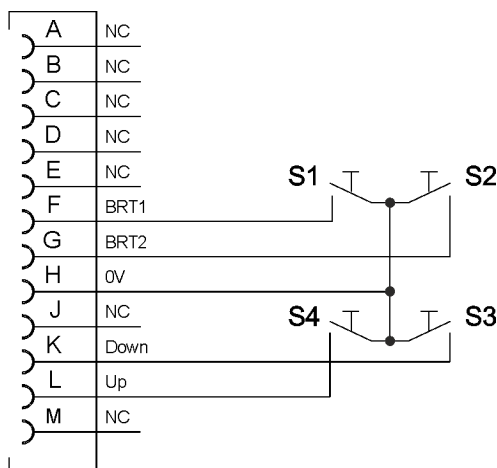 A NC
B NC
C NC
D NC
E NC
S1 S2
F BRT1
G BRT2
H 0V
J NC
S4 S3
K Down
L Up
M NC